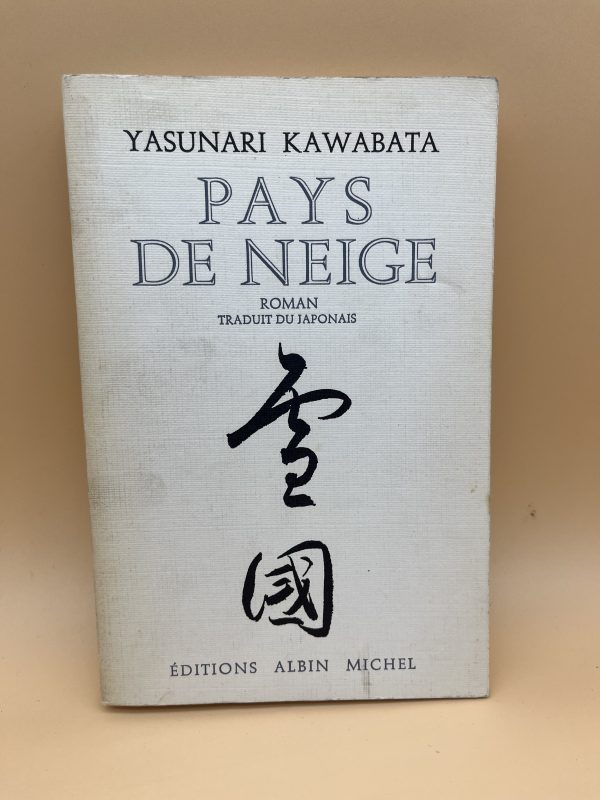 YASUNARI KAWABATA
PAYS
DE NEIGE
ROMAN
TRADUIT DU JAPONAIS
雪
國
ÉDITIONS ALBIN MICHEL